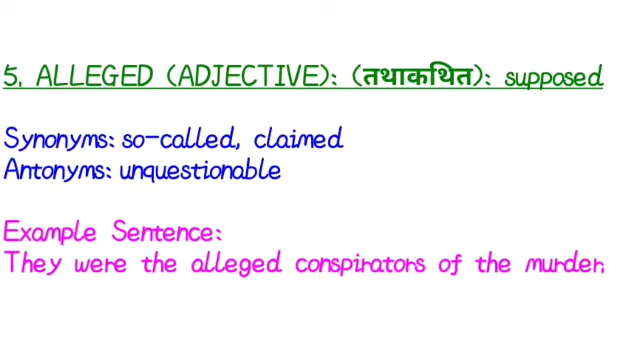 5. ALLEGED (ADJECTIVE): (तथाकथित): supposed
Synonyms: so-called, claimed
Antonyms: unquestionable
Example Sentence:
They were the alleged conspirators of the murder.